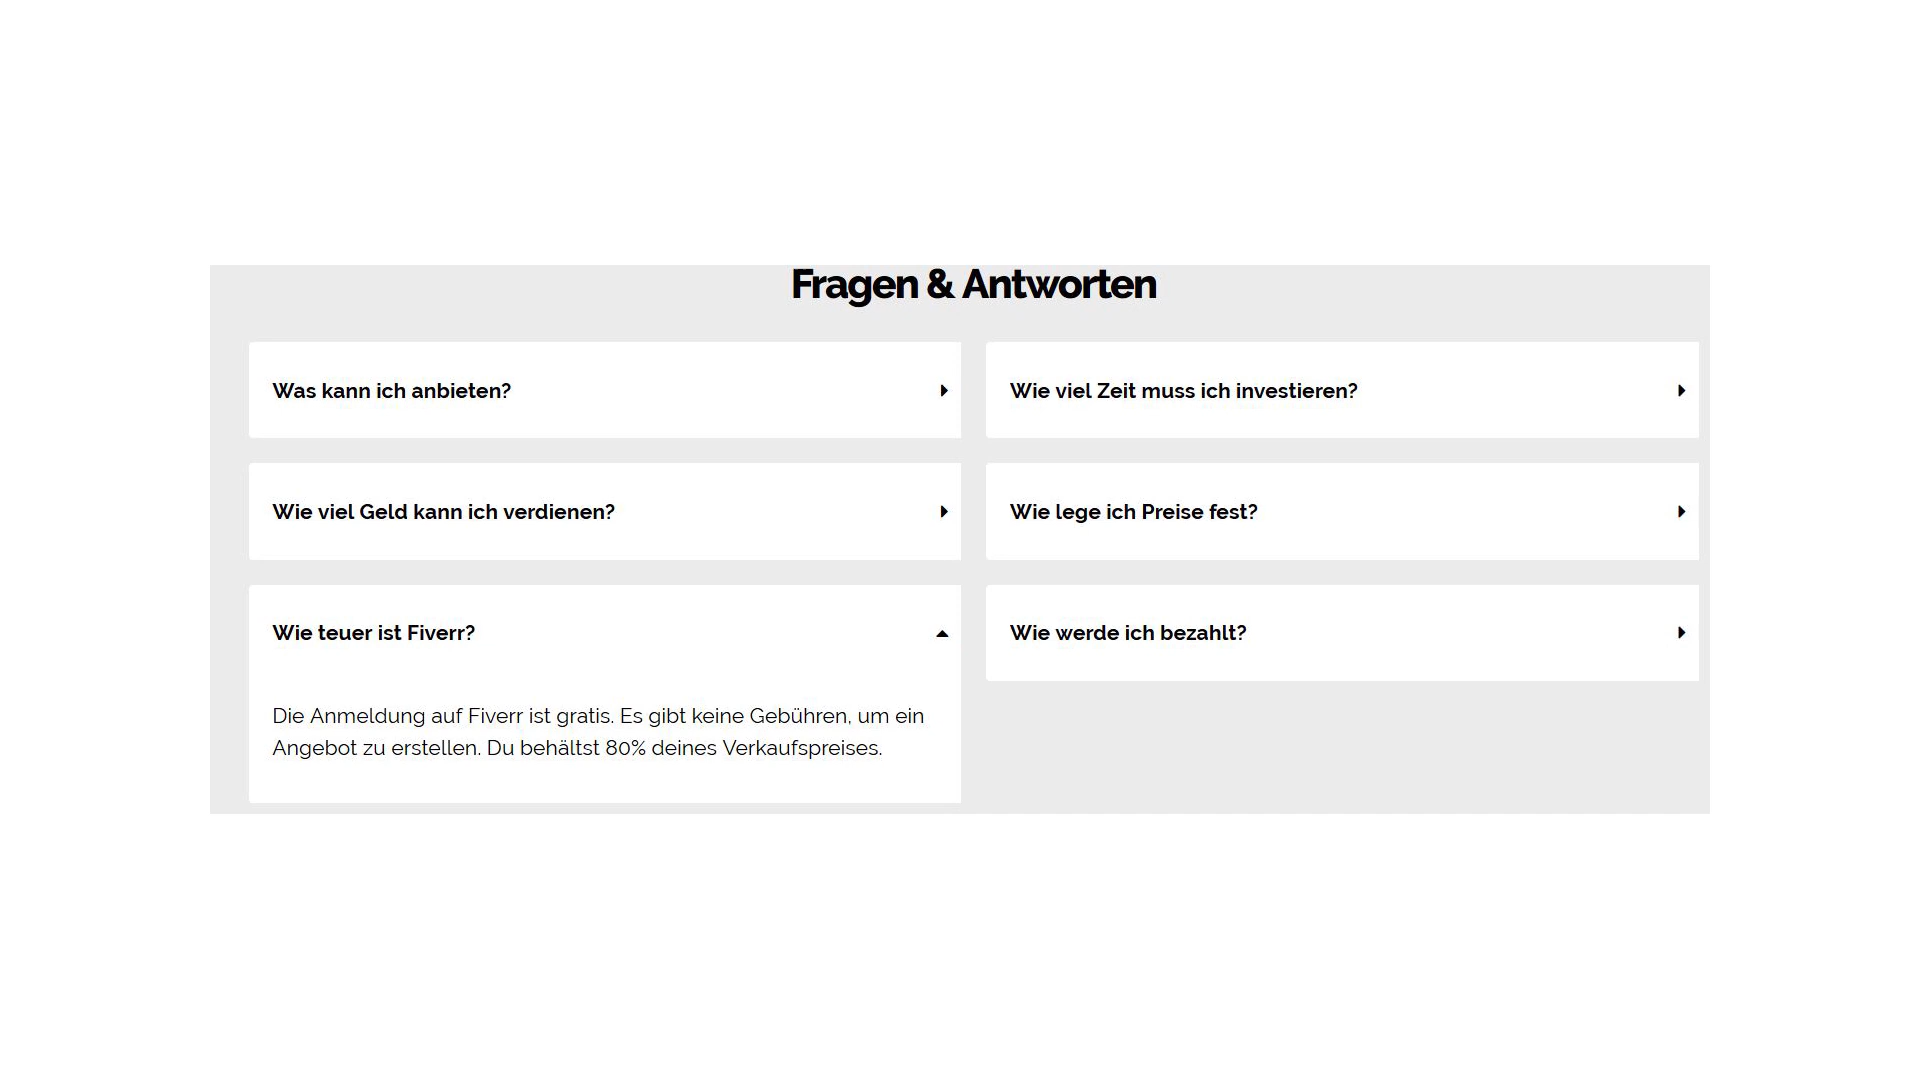 Fragen & Antworten
Was kann ich anbieten?
Wie viel Zeit muss ich investieren?
Wie viel Geld kann ich verdienen?
Wie lege ich Preise fest?
Wie teuer ist Fiverr?
Wie werde ich bezahlt?
Die Anmeldung auf Fiverr ist gratis. Es gibt keine Gebühren, um ein
Angebot zu erstellen. Du behältst 80% deines Verkaufspreises.